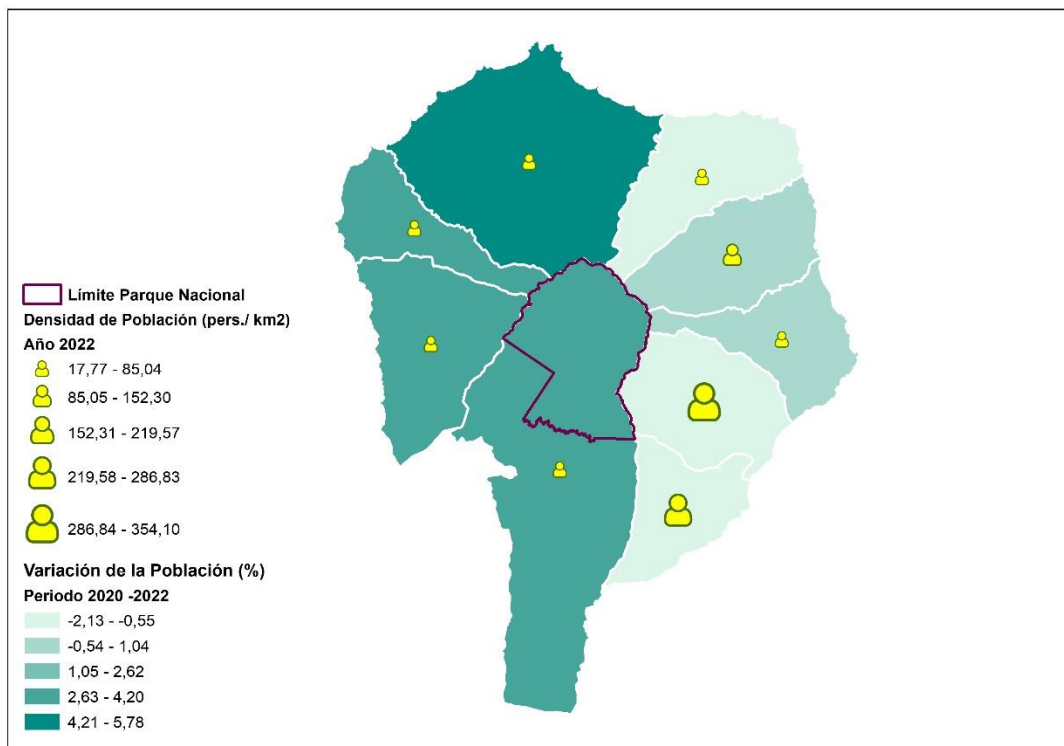 Límite Parque Nacional
Densidad de Población (pers./ km2)
Año 2022
17,77 - 85,04
85,05 - 152,30
152,31 - 219,57
219,58 - 286,83
286,84 - 354,10
Variación de la Población (%)
Periodo 2020 -2022
-2,13 - -0,55
-0,54 - 1,04
1,05 - 2,62
2,63 - 4,20
4,21 - 5,78